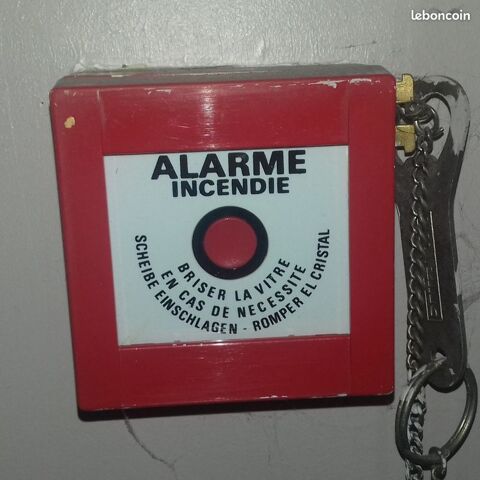 leboncoin
ALARME
INCENDIE
BRISER LA VITRE
EN CAS DE NECESSITE
SCHEIBE EINSCHLAGEN - ROMPER EL CRISTAL